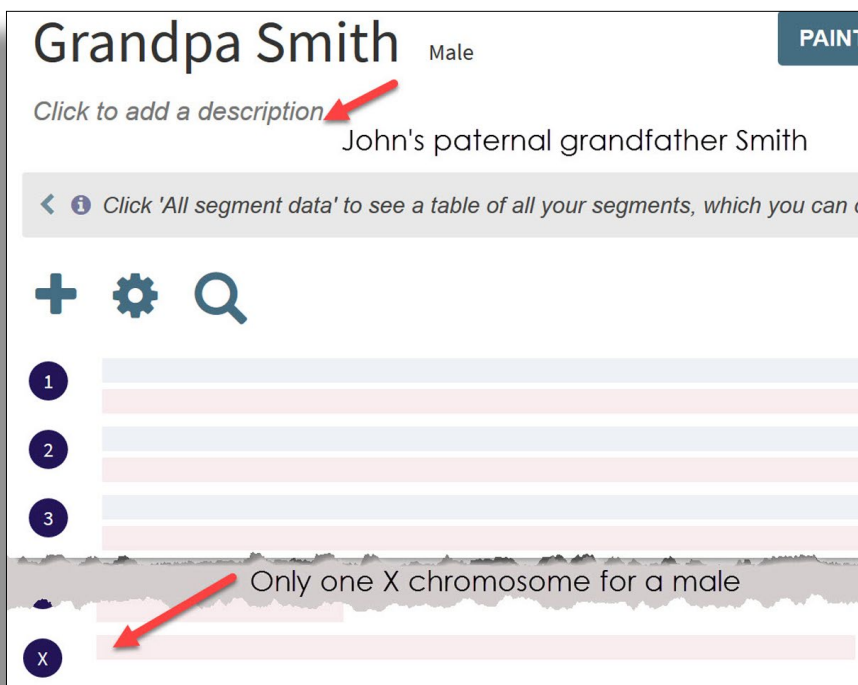 Grandpa Smith Male
PAINT
Click to add a description
John's paternal grandfather Smith
Click 'All segment data' to see a table of all your segments, which you can
1
2
3
Only one X chromosome for a male
X